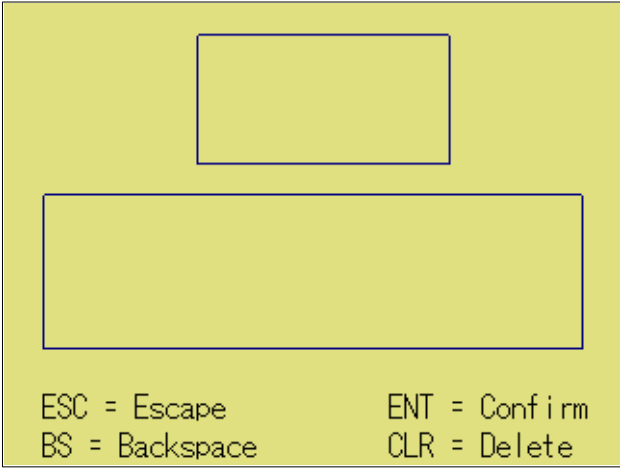 ESC = Escape ENT = Confirm
BS = Backspace CLR = Delete